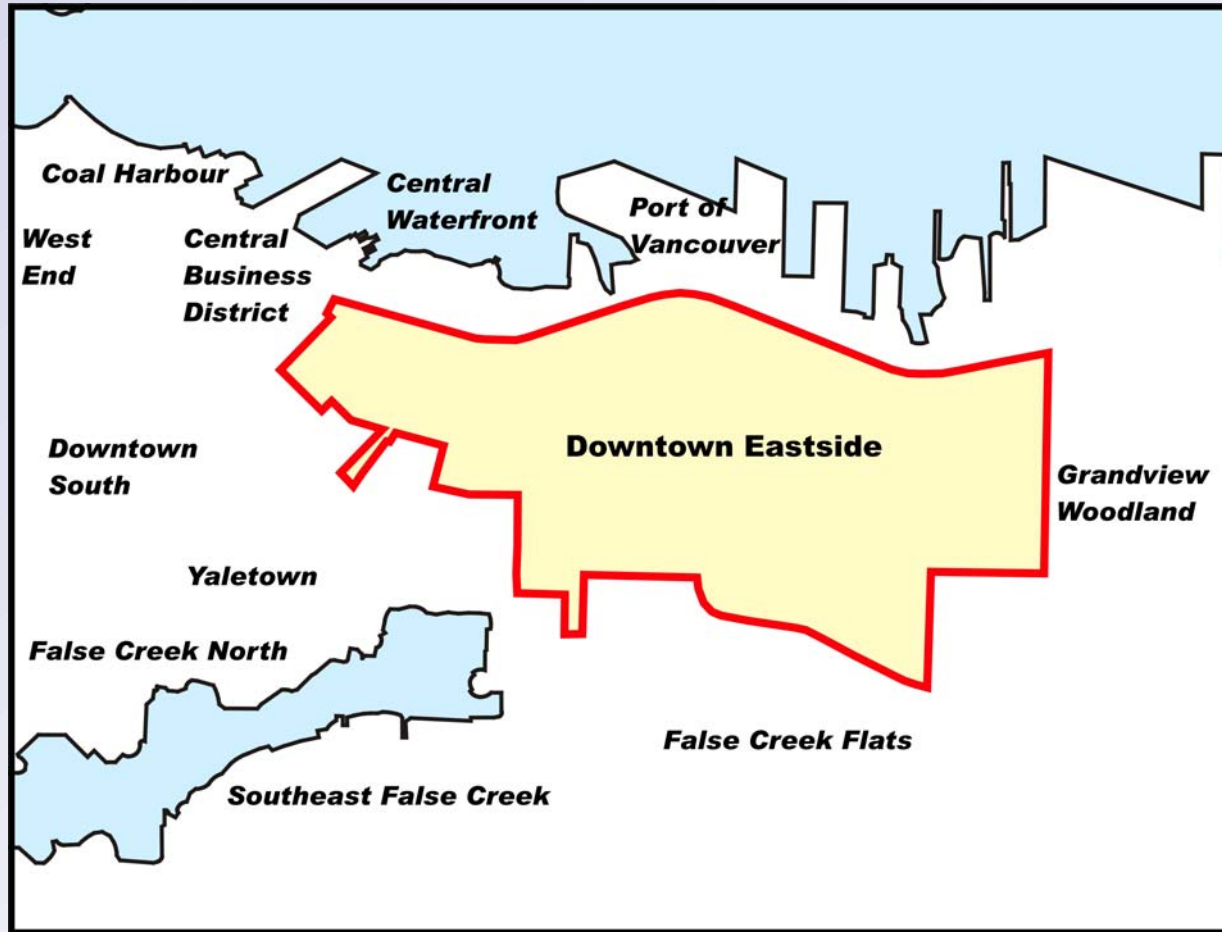 Coal Harbour
Central
Waterfront
Port of
Vancouver
West
End
Central
Business
District
Downtown
South
Downtown Eastside
Grandview
Woodland
Yaletown
False Creek North
False Creek Flats
Southeast False Creek